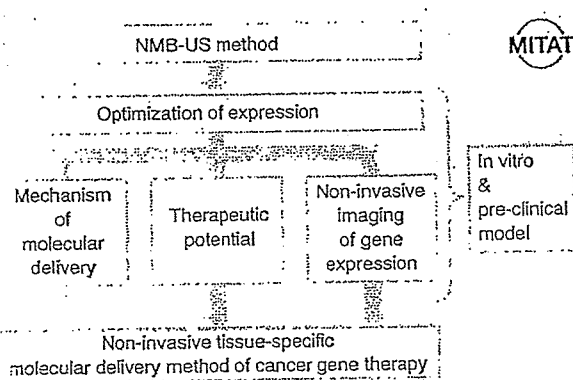 NMB-US method
MITAT
Optimization of expression
Mechanism
of
molecular
delivery
Therapeutic
potential
Non-invasive
imaging
of gene
expression
In vitro
&
pre-clinical
model
Non-invasive tissue-specific
molecular delivery method of cancer gene therapy